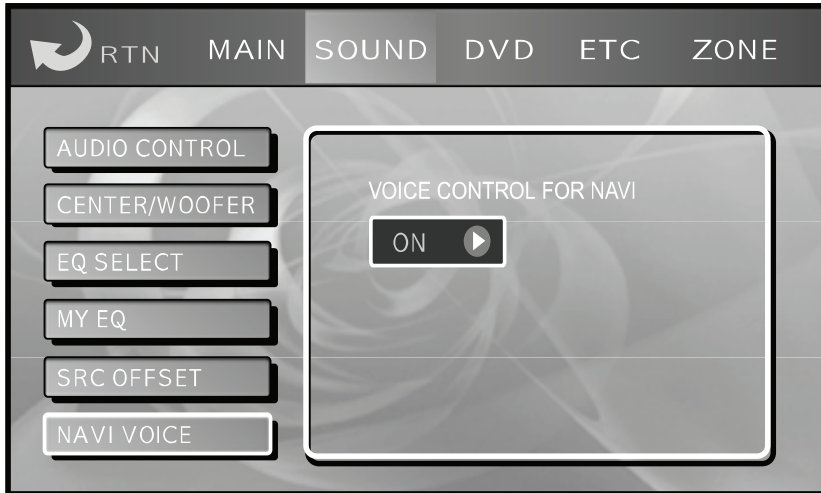 RTN MAIN SOUND DVD ETC ZONE
AUDIO CONTROL
CENTER/WOOFER
EQ SELECT
MY EQ
SRC OFFSET
NAVI VOICE
VOICE CONTROL FOR NAVI
ON